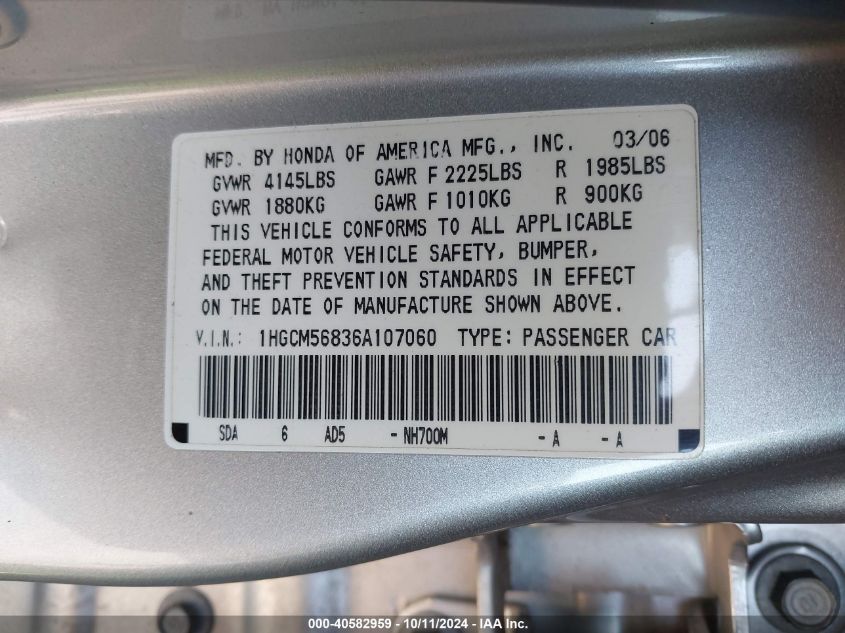 MFD. BY HONDA OF AMERICA MFG., INC. 03/06
GVWR 4145LBS GAWR F 2225LBS R 1985LBS
GVWR 1880KG GAWR F 1010KG R 900KG
THIS VEHICLE CONFORMS TO ALL APPLICABLE
FEDERAL MOTOR VEHICLE SAFETY, BUMPER,
AND THEFT PREVENTION STANDARDS IN EFFECT
ON THE DATE OF MANUFACTURE SHOWN ABOVE.
V.I.N.: 1HGCM56836A107060 TYPE: PASSENGER CAR
SDA 6 AD5 -NH700M -A -A
000-40582959 - 10/11/2024 - IAAI.com